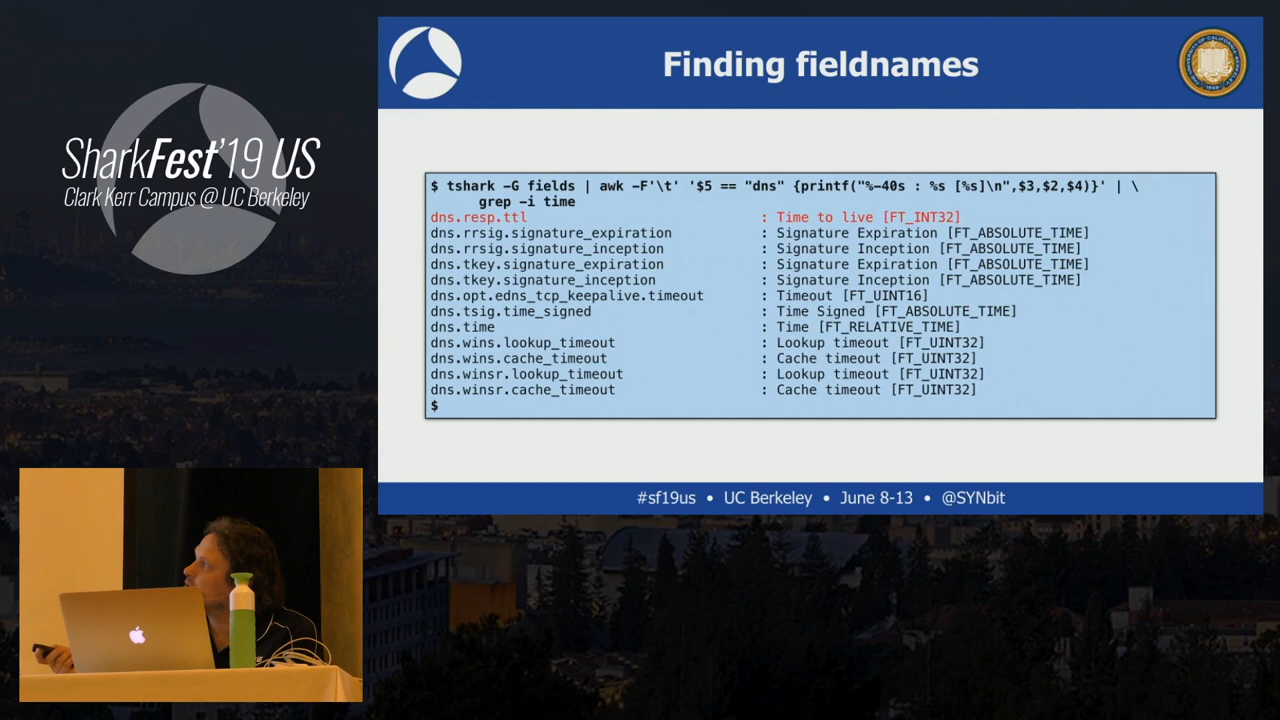 SharkFest'19 US
Clark Kerr Campus @ UC Berkeley
Finding fieldnames
$ tshark -G fields | awk -F'\t' '$5 == "dns" {printf("%-40s : %s [%s]\n",$3,$2,$4)}' | \
grep -i time
dns.resp.ttl : Time to live [FT_INT32]
dns.rrsig.signature_expiration : Signature Expiration [FT_ABSOLUTE_TIME]
dns.rrsig.signature_inception : Signature Inception [FT_ABSOLUTE_TIME]
dns.tkey.signature_expiration : Signature Expiration [FT_ABSOLUTE_TIME]
dns.tkey.signature_inception : Signature Inception [FT_ABSOLUTE_TIME]
dns.opt.edns_tcp_keepalive.timeout : Timeout [FT_UINT16]
dns.tsig.time_signed : Time Signed [FT_ABSOLUTE_TIME]
dns.time : Time [FT_RELATIVE_TIME]
dns.wins.lookup_timeout : Lookup timeout [FT_UINT32]
dns.wins.cache_timeout : Cache timeout [FT_UINT32]
dns.winsr.lookup_timeout : Lookup timeout [FT_UINT32]
dns.winsr.cache_timeout : Cache timeout [FT_UINT32]
$
#sf19us • UC Berkeley • June 8-13 • @SYNbit